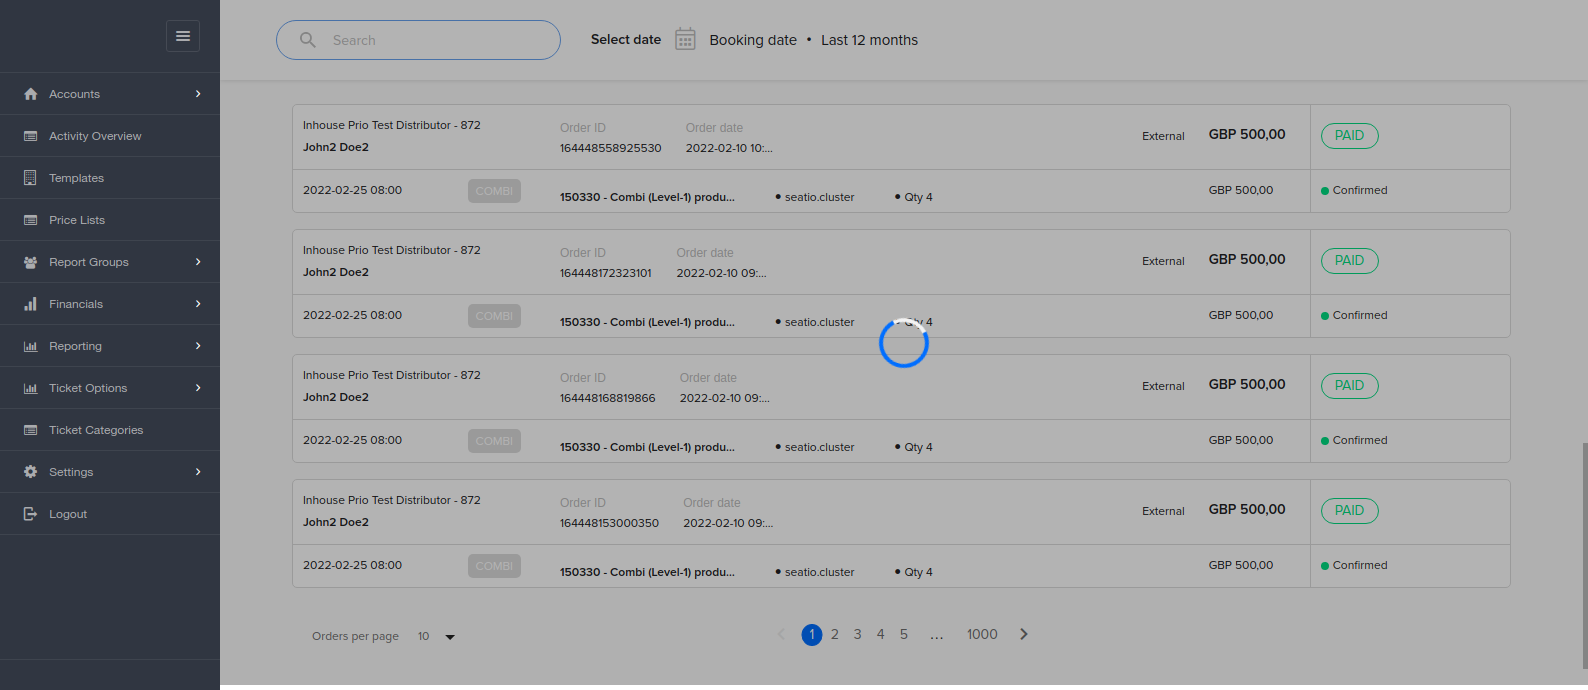 Search
Select date Booking date • Last 12 months
Accounts
Activity Overview
Templates
Price Lists
Report Groups
Financials
Reporting
Ticket Options
Ticket Categories
Settings
Logout
Inhouse Prio Test Distributor - 872 Order ID Order date External GBP 500,00 PAID
John2 Doe2 164448558925530 2022-02-10 10:...
2022-02-25 08:00 COMBI 150330 - Combi (Level-1) produ... • seatio.cluster • Qty 4 GBP 500,00 Confirmed
Inhouse Prio Test Distributor - 872 Order ID Order date External GBP 500,00 PAID
John2 Doe2 164448172323101 2022-02-10 09:...
2022-02-25 08:00 COMBI 150330 - Combi (Level-1) produ... • seatio.cluster • Qty 4 GBP 500,00 Confirmed
Inhouse Prio Test Distributor - 872 Order ID Order date External GBP 500,00 PAID
John2 Doe2 164448168819866 2022-02-10 09:...
2022-02-25 08:00 COMBI 150330 - Combi (Level-1) produ... • seatio.cluster • Qty 4 GBP 500,00 Confirmed
Inhouse Prio Test Distributor - 872 Order ID Order date External GBP 500,00 PAID
John2 Doe2 164448153000350 2022-02-10 09:...
2022-02-25 08:00 COMBI 150330 - Combi (Level-1) produ... • seatio.cluster • Qty 4 GBP 500,00 Confirmed
Orders per page 10 1 2 3 4 5 ... 1000